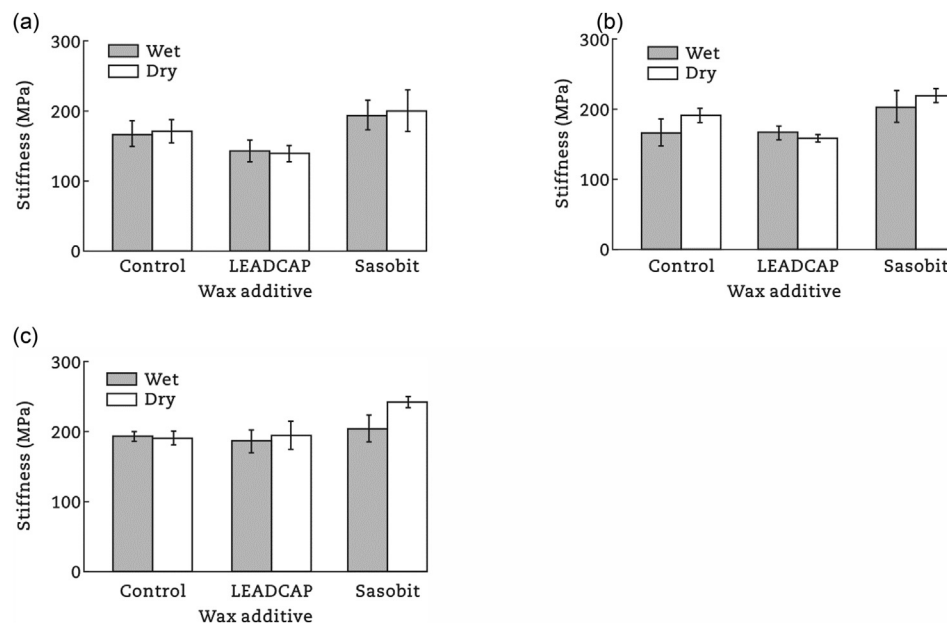 (a)
300
200
100
0
Stiffness (MPa)
Wet
Dry
Control LEADCAP Sasobit
Wax additive
(b)
300
200
100
0
Stiffness (MPa)
Wet
Dry
Control LEADCAP Sasobit
Wax additive
(c)
300
200
100
0
Stiffness (MPa)
Wet
Dry
Control LEADCAP Sasobit
Wax additive